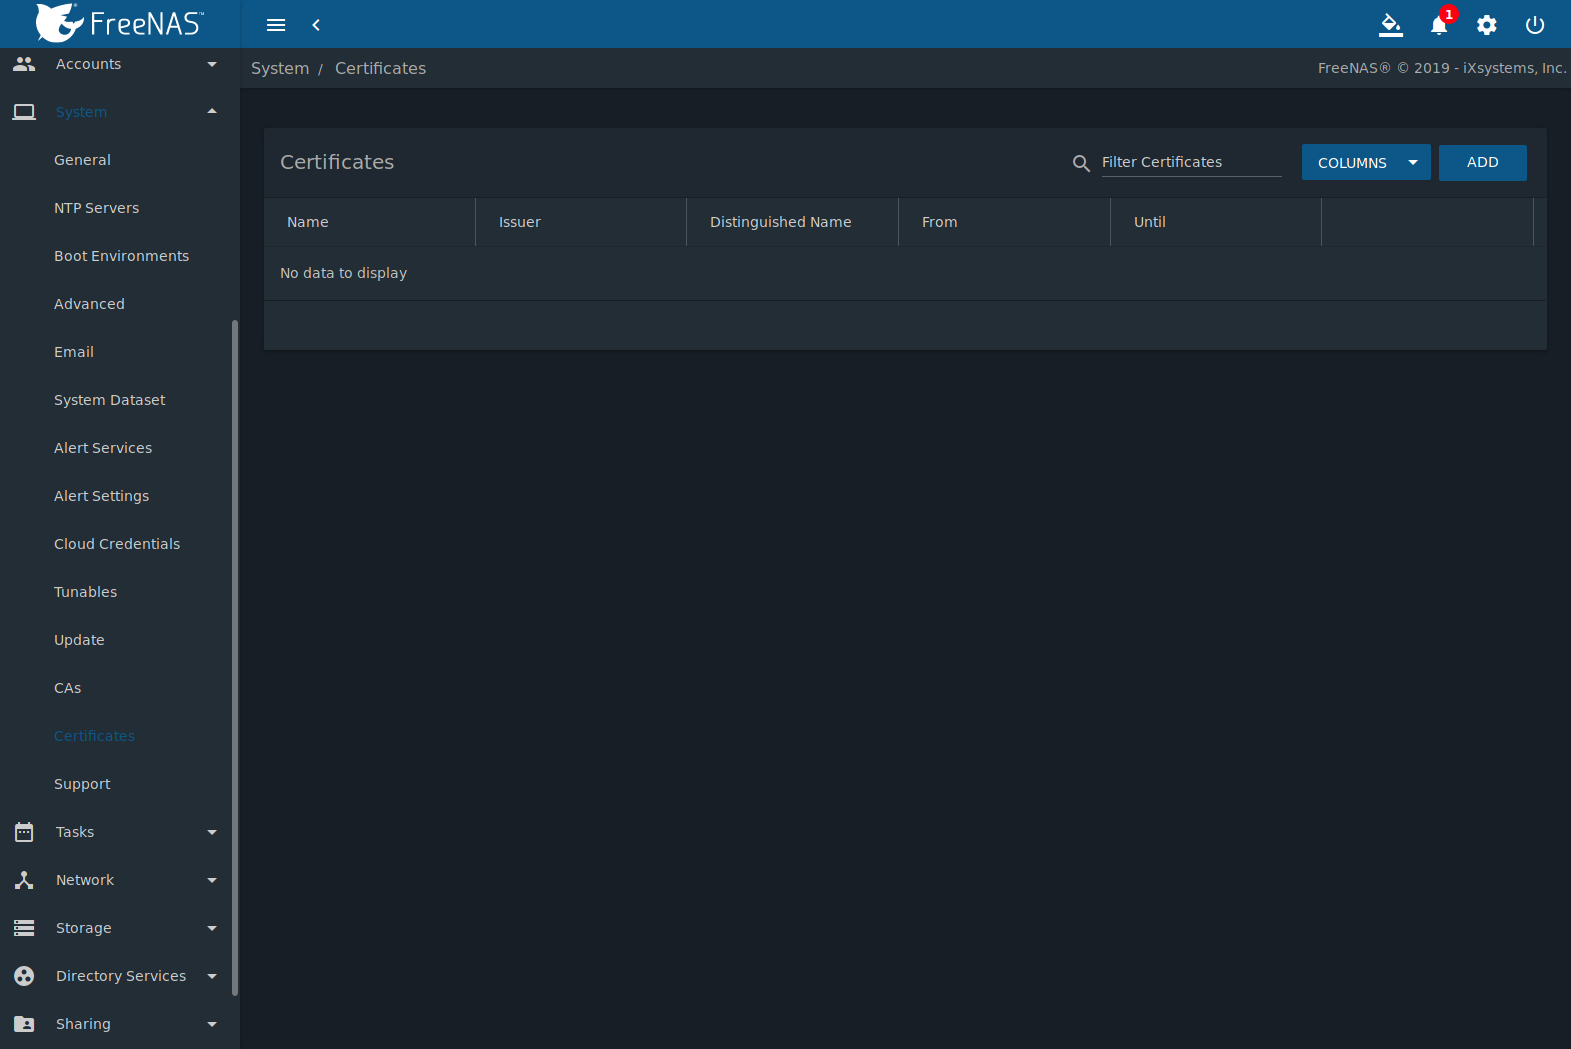 FreeNAS™
1
System / Certificates
FreeNAS® © 2019 - iXsystems, Inc.
Accounts
System
General
NTP Servers
Boot Environments
Advanced
Email
System Dataset
Alert Services
Alert Settings
Cloud Credentials
Tunables
Update
CAs
Certificates
Support
Tasks
Network
Storage
Directory Services
Sharing
Certificates
Filter Certificates
COLUMNS
ADD
Name Issuer Distinguished Name From Until
No data to display